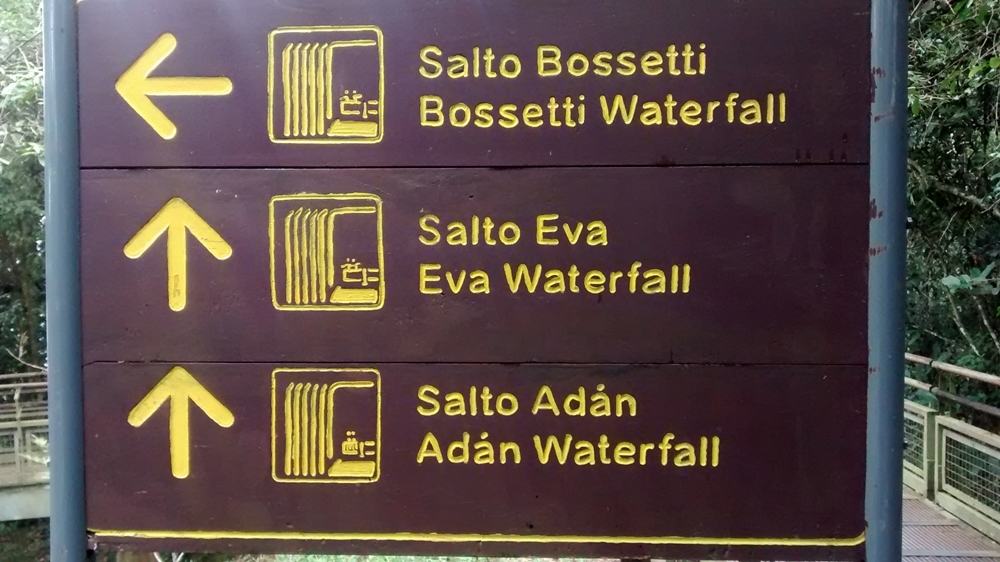 Salto Bossetti
Bossetti Waterfall
Salto Eva
Eva Waterfall
Salto Adán
Adán Waterfall